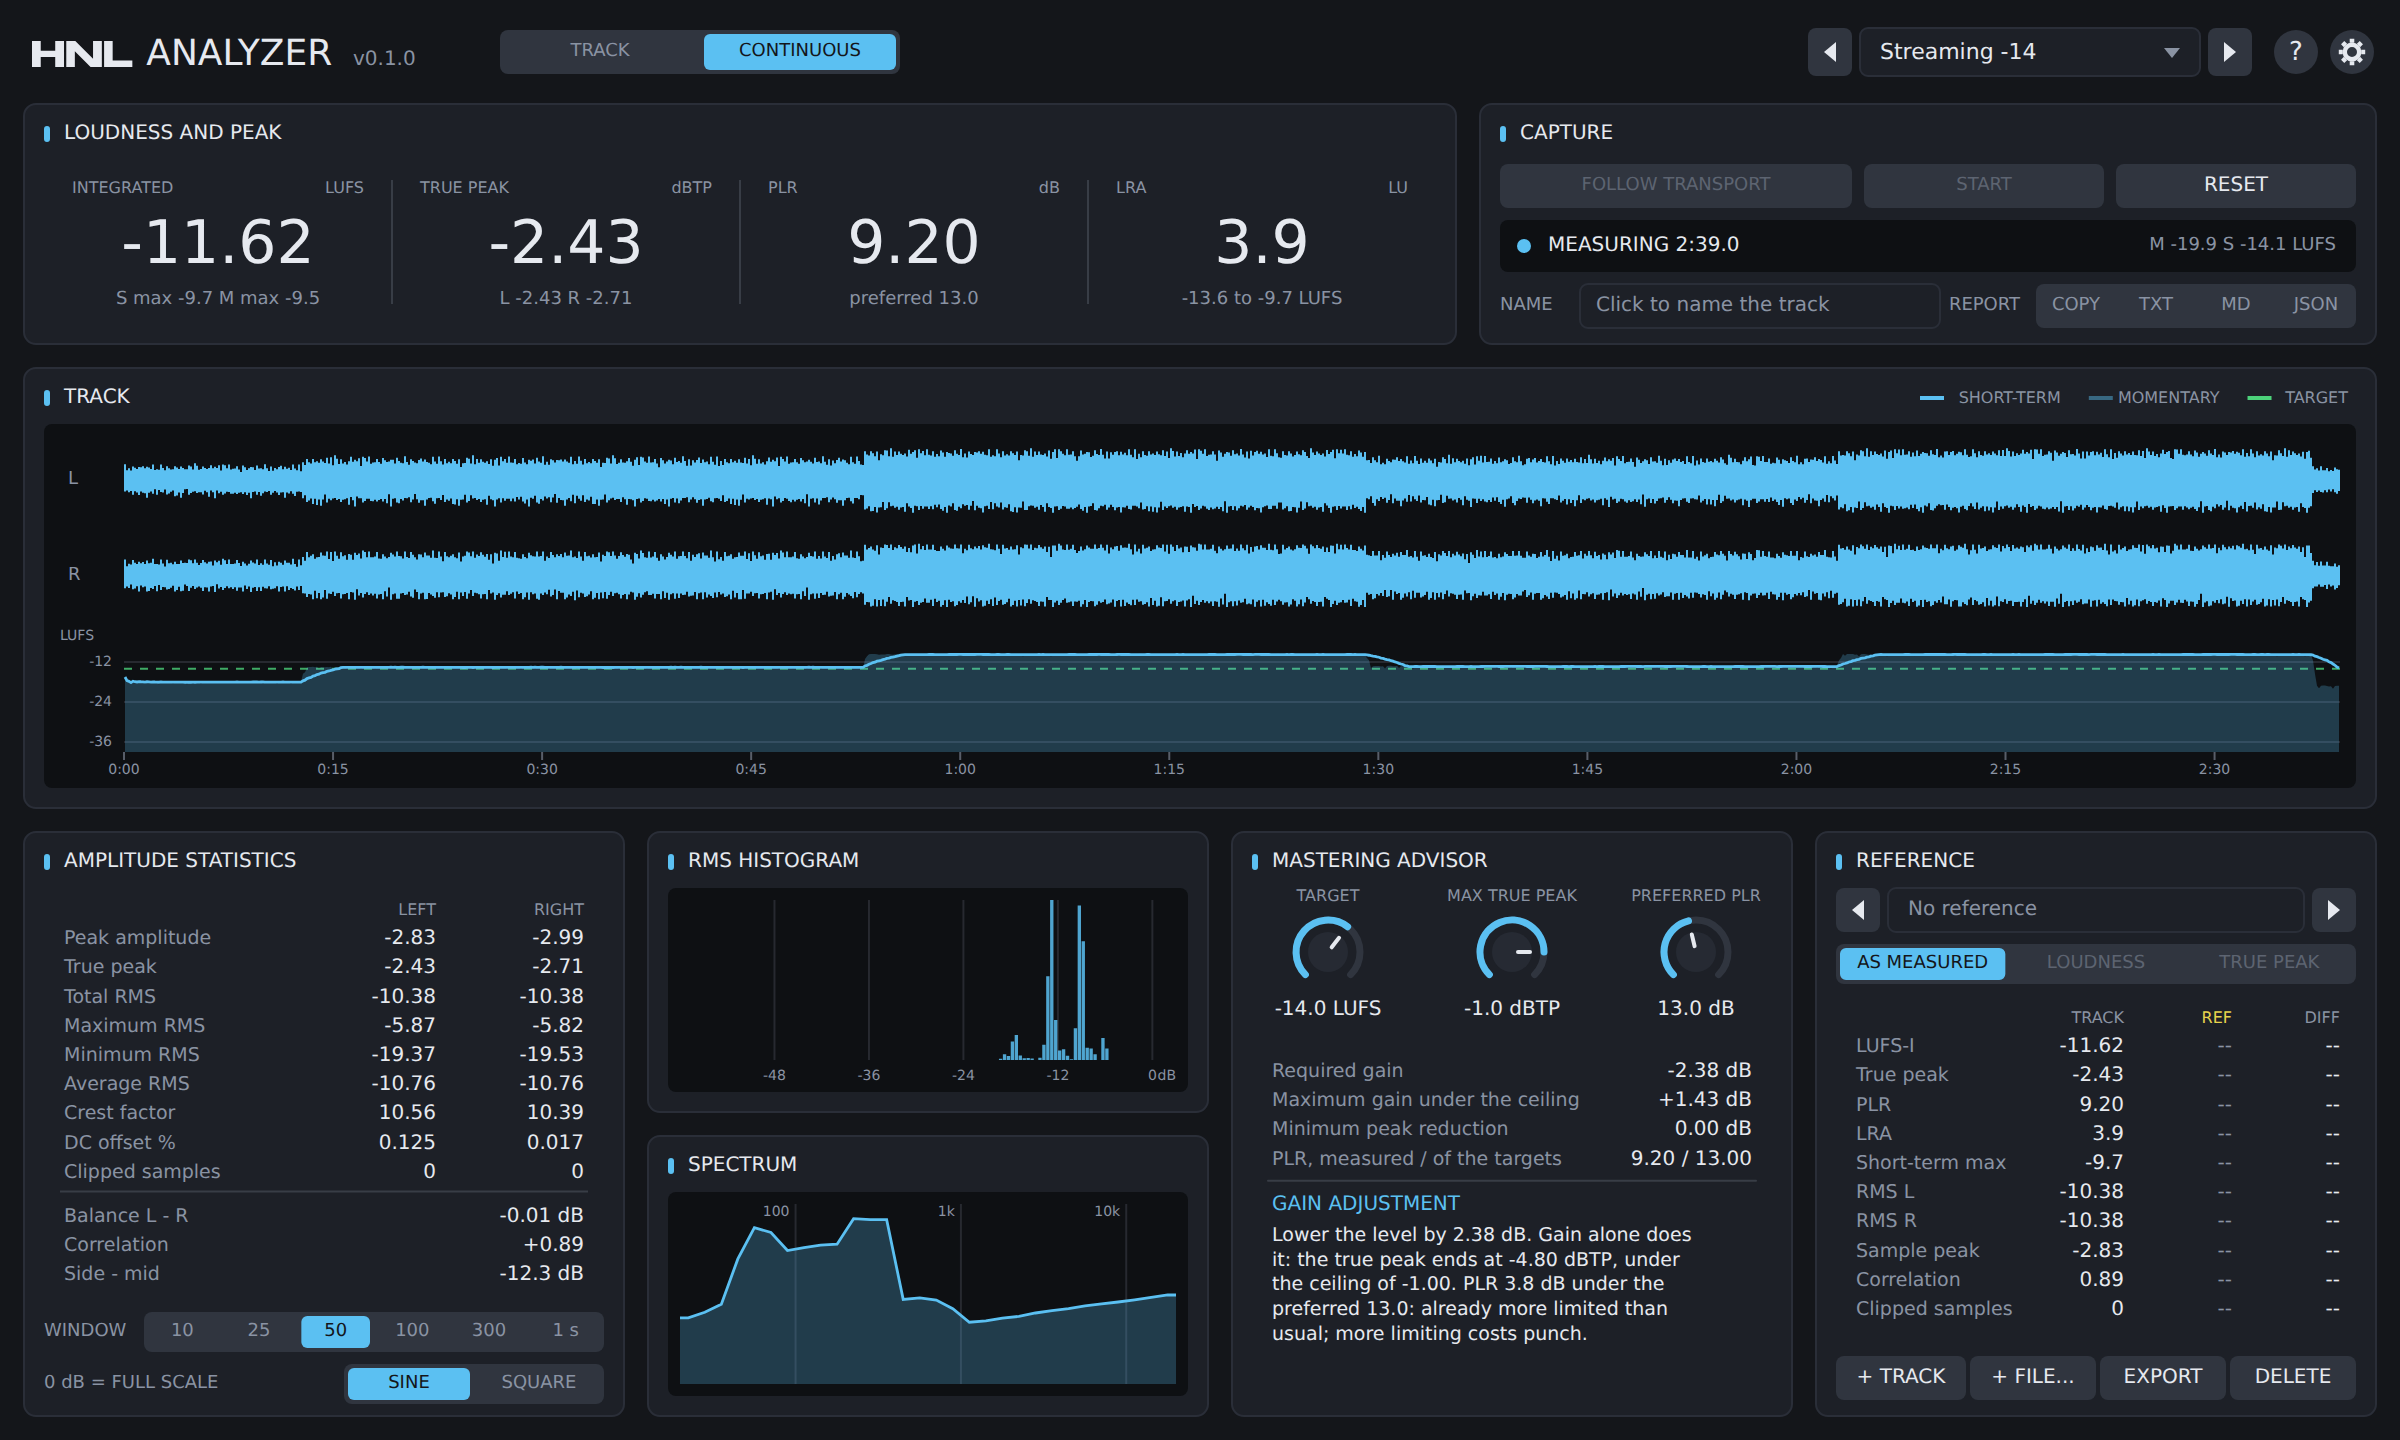 HNL ANALYZER v0.1.0
TRACK CONTINUOUS
Streaming -14
?
LOUDNESS AND PEAK
INTEGRATED LUFS TRUE PEAK dBTP PLR dB LRA LU
-11.62 -2.43 9.20 3.9
S max -9.7 M max -9.5 L -2.43 R -2.71 preferred 13.0 -13.6 to -9.7 LUFS
CAPTURE
FOLLOW TRANSPORT START RESET
MEASURING 2:39.0 M -19.9 S -14.1 LUFS
NAME Click to name the track REPORT COPY TXT MD JSON
TRACK SHORT-TERM MOMENTARY TARGET
L
R
LUFS
-12
-24
-36
0:00 0:15 0:30 0:45 1:00 1:15 1:30 1:45 2:00 2:15 2:30
AMPLITUDE STATISTICS
LEFT RIGHT
Peak amplitude -2.83 -2.99
True peak -2.43 -2.71
Total RMS -10.38 -10.38
Maximum RMS -5.87 -5.82
Minimum RMS -19.37 -19.53
Average RMS -10.76 -10.76
Crest factor 10.56 10.39
DC offset % 0.125 0.017
Clipped samples 0 0
Balance L - R -0.01 dB
Correlation +0.89
Side - mid -12.3 dB
WINDOW 10 25 50 100 300 1 s
0 dB = FULL SCALE SINE SQUARE
RMS HISTOGRAM
-48 -36 -24 -12 0dB
SPECTRUM
100 1k 10k
MASTERING ADVISOR
TARGET MAX TRUE PEAK PREFERRED PLR
-14.0 LUFS -1.0 dBTP 13.0 dB
Required gain -2.38 dB
Maximum gain under the ceiling +1.43 dB
Minimum peak reduction 0.00 dB
PLR, measured / of the targets 9.20 / 13.00
GAIN ADJUSTMENT
Lower the level by 2.38 dB. Gain alone does
it: the true peak ends at -4.80 dBTP, under
the ceiling of -1.00. PLR 3.8 dB under the
preferred 13.0: already more limited than
usual; more limiting costs punch.
REFERENCE
No reference
AS MEASURED LOUDNESS TRUE PEAK
TRACK REF DIFF
LUFS-I -11.62 -- --
True peak -2.43 -- --
PLR 9.20 -- --
LRA 3.9 -- --
Short-term max -9.7 -- --
RMS L -10.38 -- --
RMS R -10.38 -- --
Sample peak -2.83 -- --
Correlation 0.89 -- --
Clipped samples 0 -- --
+ TRACK + FILE... EXPORT DELETE